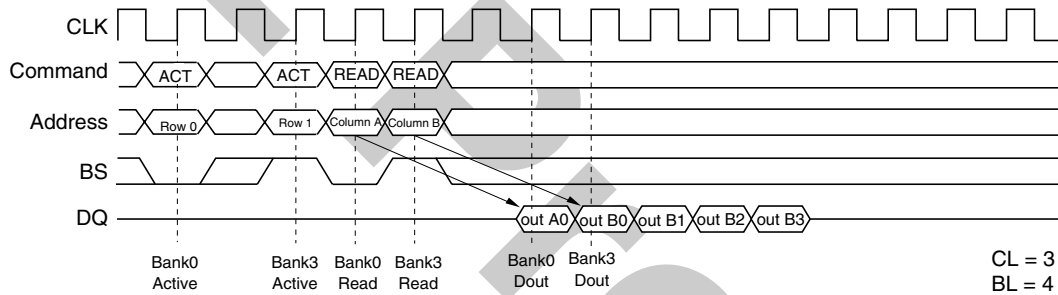 CLK
Command ACT ACT READ READ
Address Row 0 Row 1 Column A Column B
BS
DQ out A0 out B0 out B1 out B2 out B3
Bank0 Active Bank3 Active Bank0 Read Bank3 Read Bank0 Dout Bank3 Dout
CL = 3
BL = 4